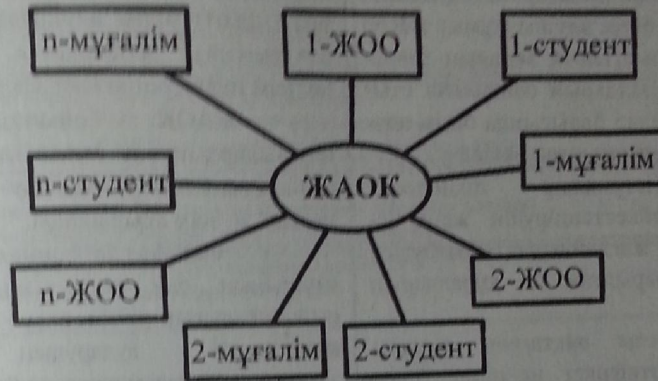 n-мұғалім
1-ЖОО
1-студент
n-студент
ЖАОК
1-мұғалім
n-ЖОО
2-ЖОО
2-мұғалім
2-студент